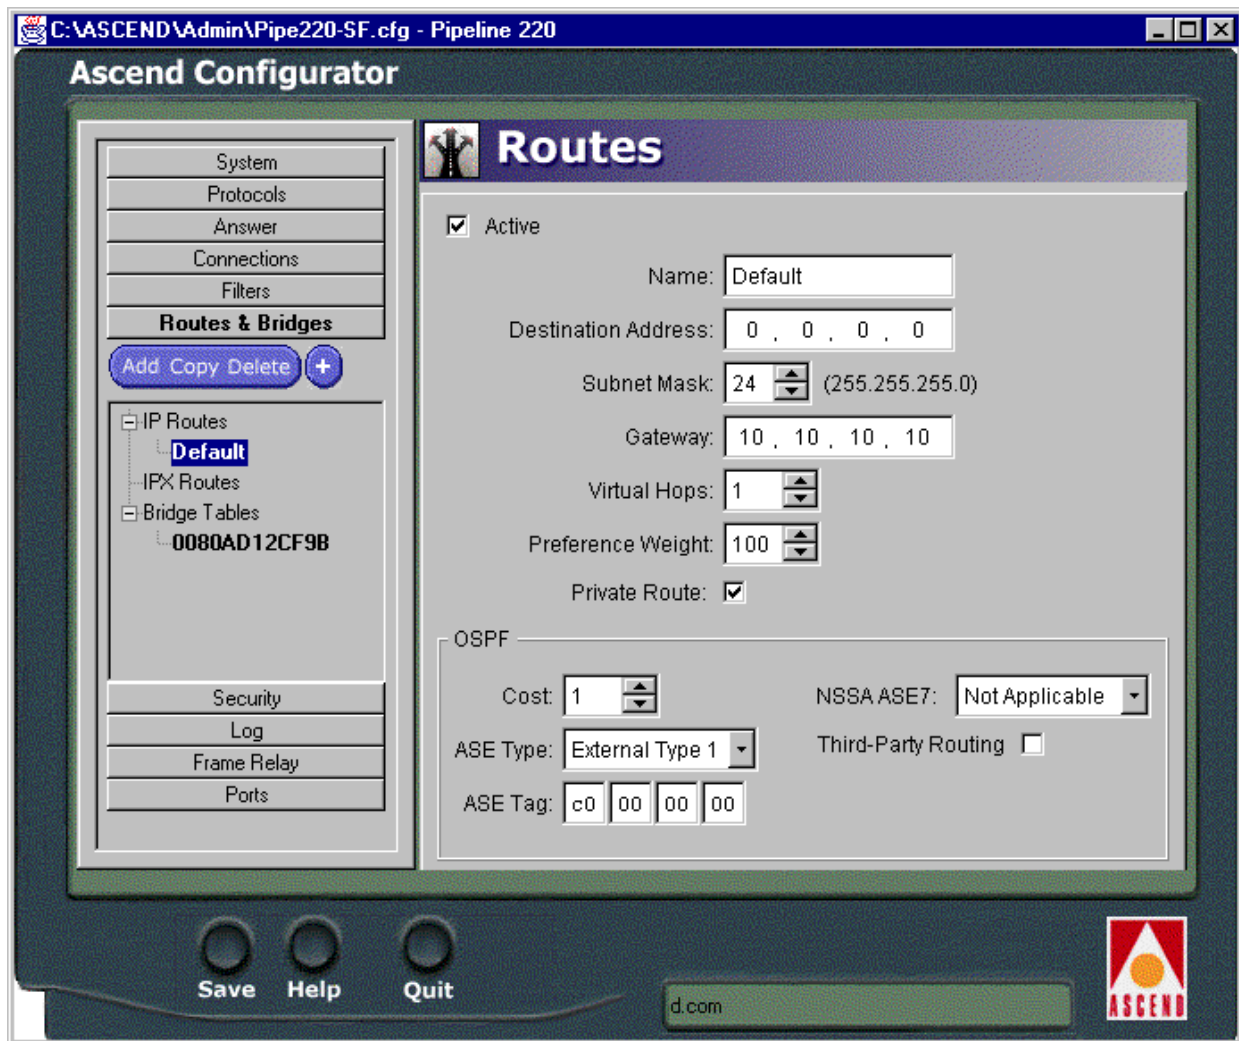 C:\ASCEND\Admin\Pipe220-SF.cfg - Pipeline 220
Ascend Configurator
System
Protocols
Answer
Connections
Filters
Routes & Bridges
Add Copy Delete +
IP Routes
Default
IPX Routes
Bridge Tables
0080AD12CF9B
Security
Log
Frame Relay
Ports
Routes
Active
Name: Default
Destination Address: 0 . 0 . 0 . 0
Subnet Mask: 24 (255.255.255.0)
Gateway: 10 . 10 . 10 . 10
Virtual Hops: 1
Preference Weight: 100
Private Route:
OSPF
Cost: 1
NSSA ASE7: Not Applicable
ASE Type: External Type 1
Third-Party Routing
ASE Tag: c0 00 00 00
Save Help Quit
d.com
ASCEND